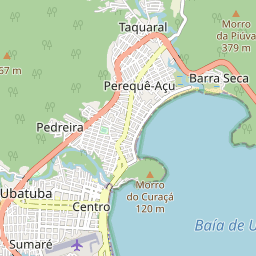 Taquaral
Morro
da Piúva
379 m
67 m
Barra Seca
Perequê-Açu
Pedreira
Morro
do Curaçá
120 m
Ubatuba
Centro
Baía de U
Sumaré